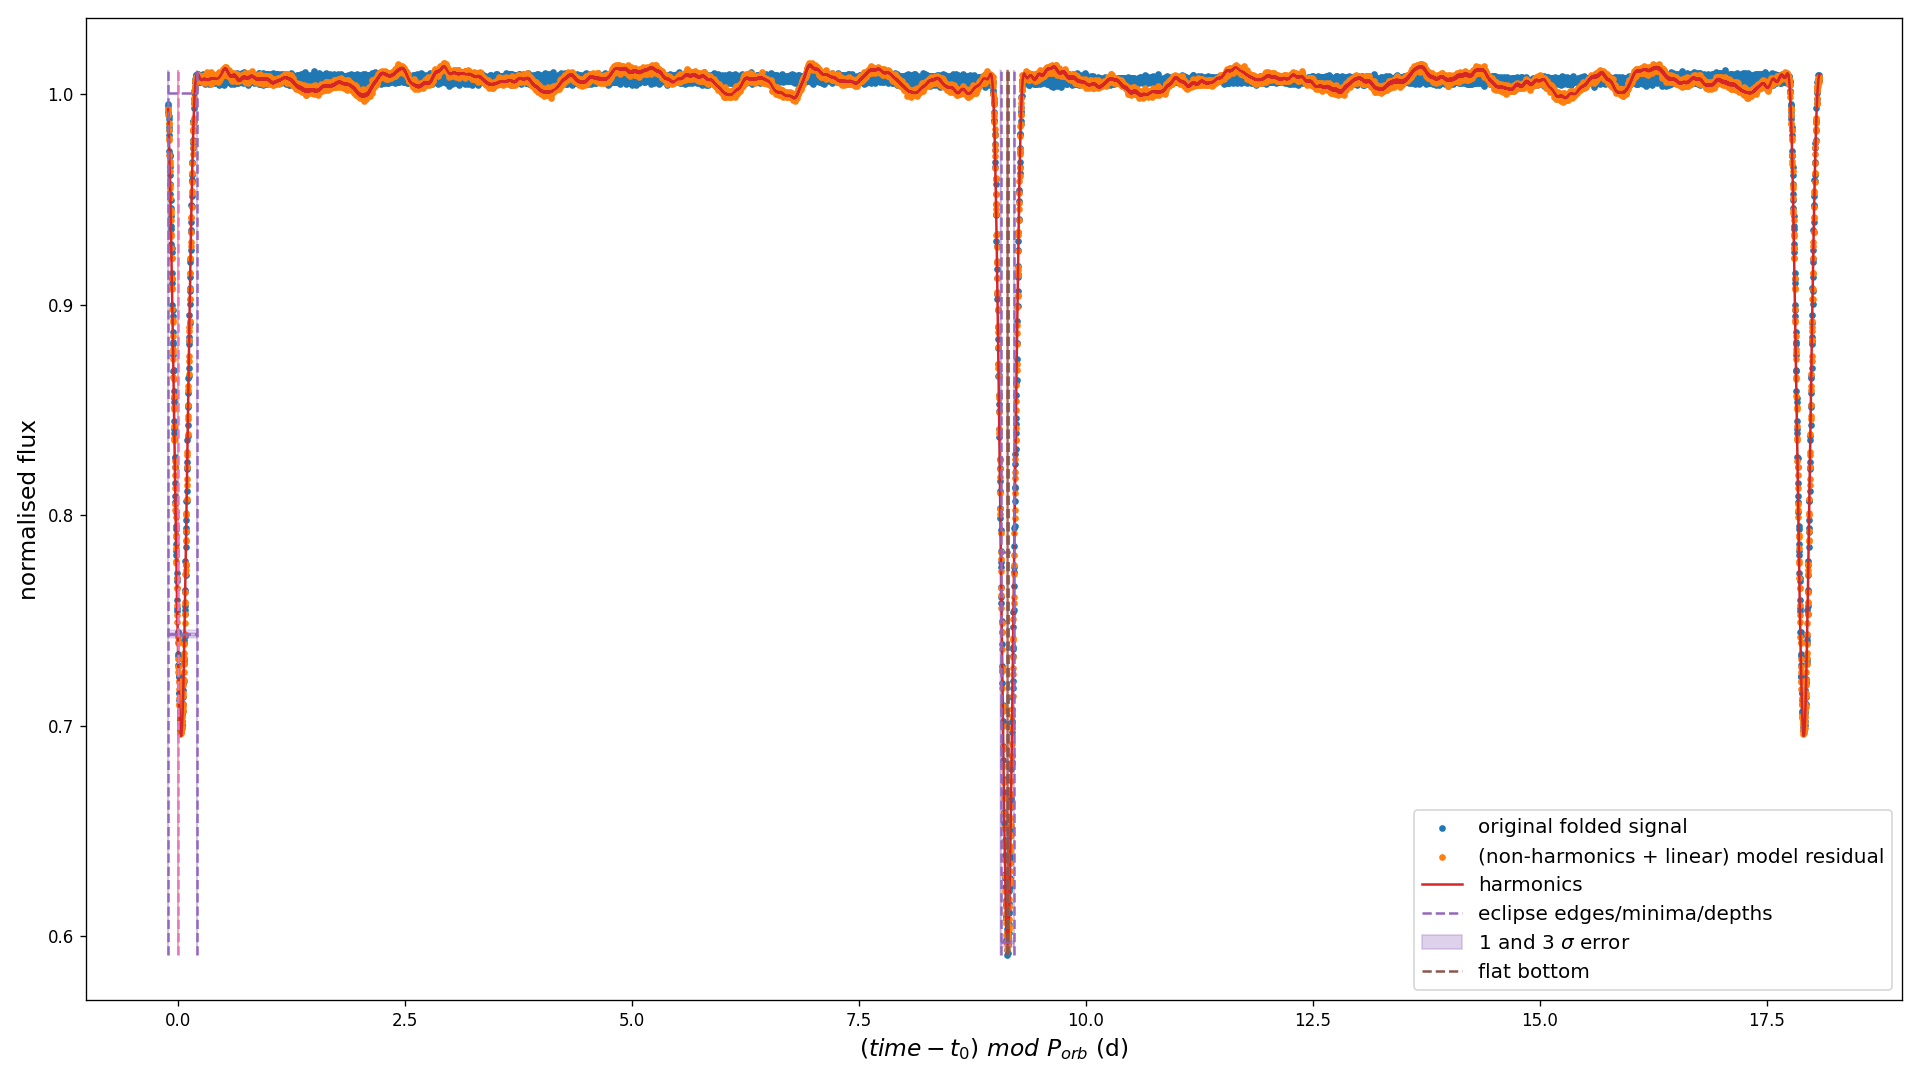 normalised flux
1.0
0.9
0.8
0.7
0.6
0.0
2.5
5.0
7.5
10.0
12.5
15.0
17.5
(time − t₀) mod Pₒᵣ♭ (d)
original folded signal
(non-harmonics + linear) model residual
harmonics
eclipse edges/minima/depths
1 and 3 σ error
flat bottom